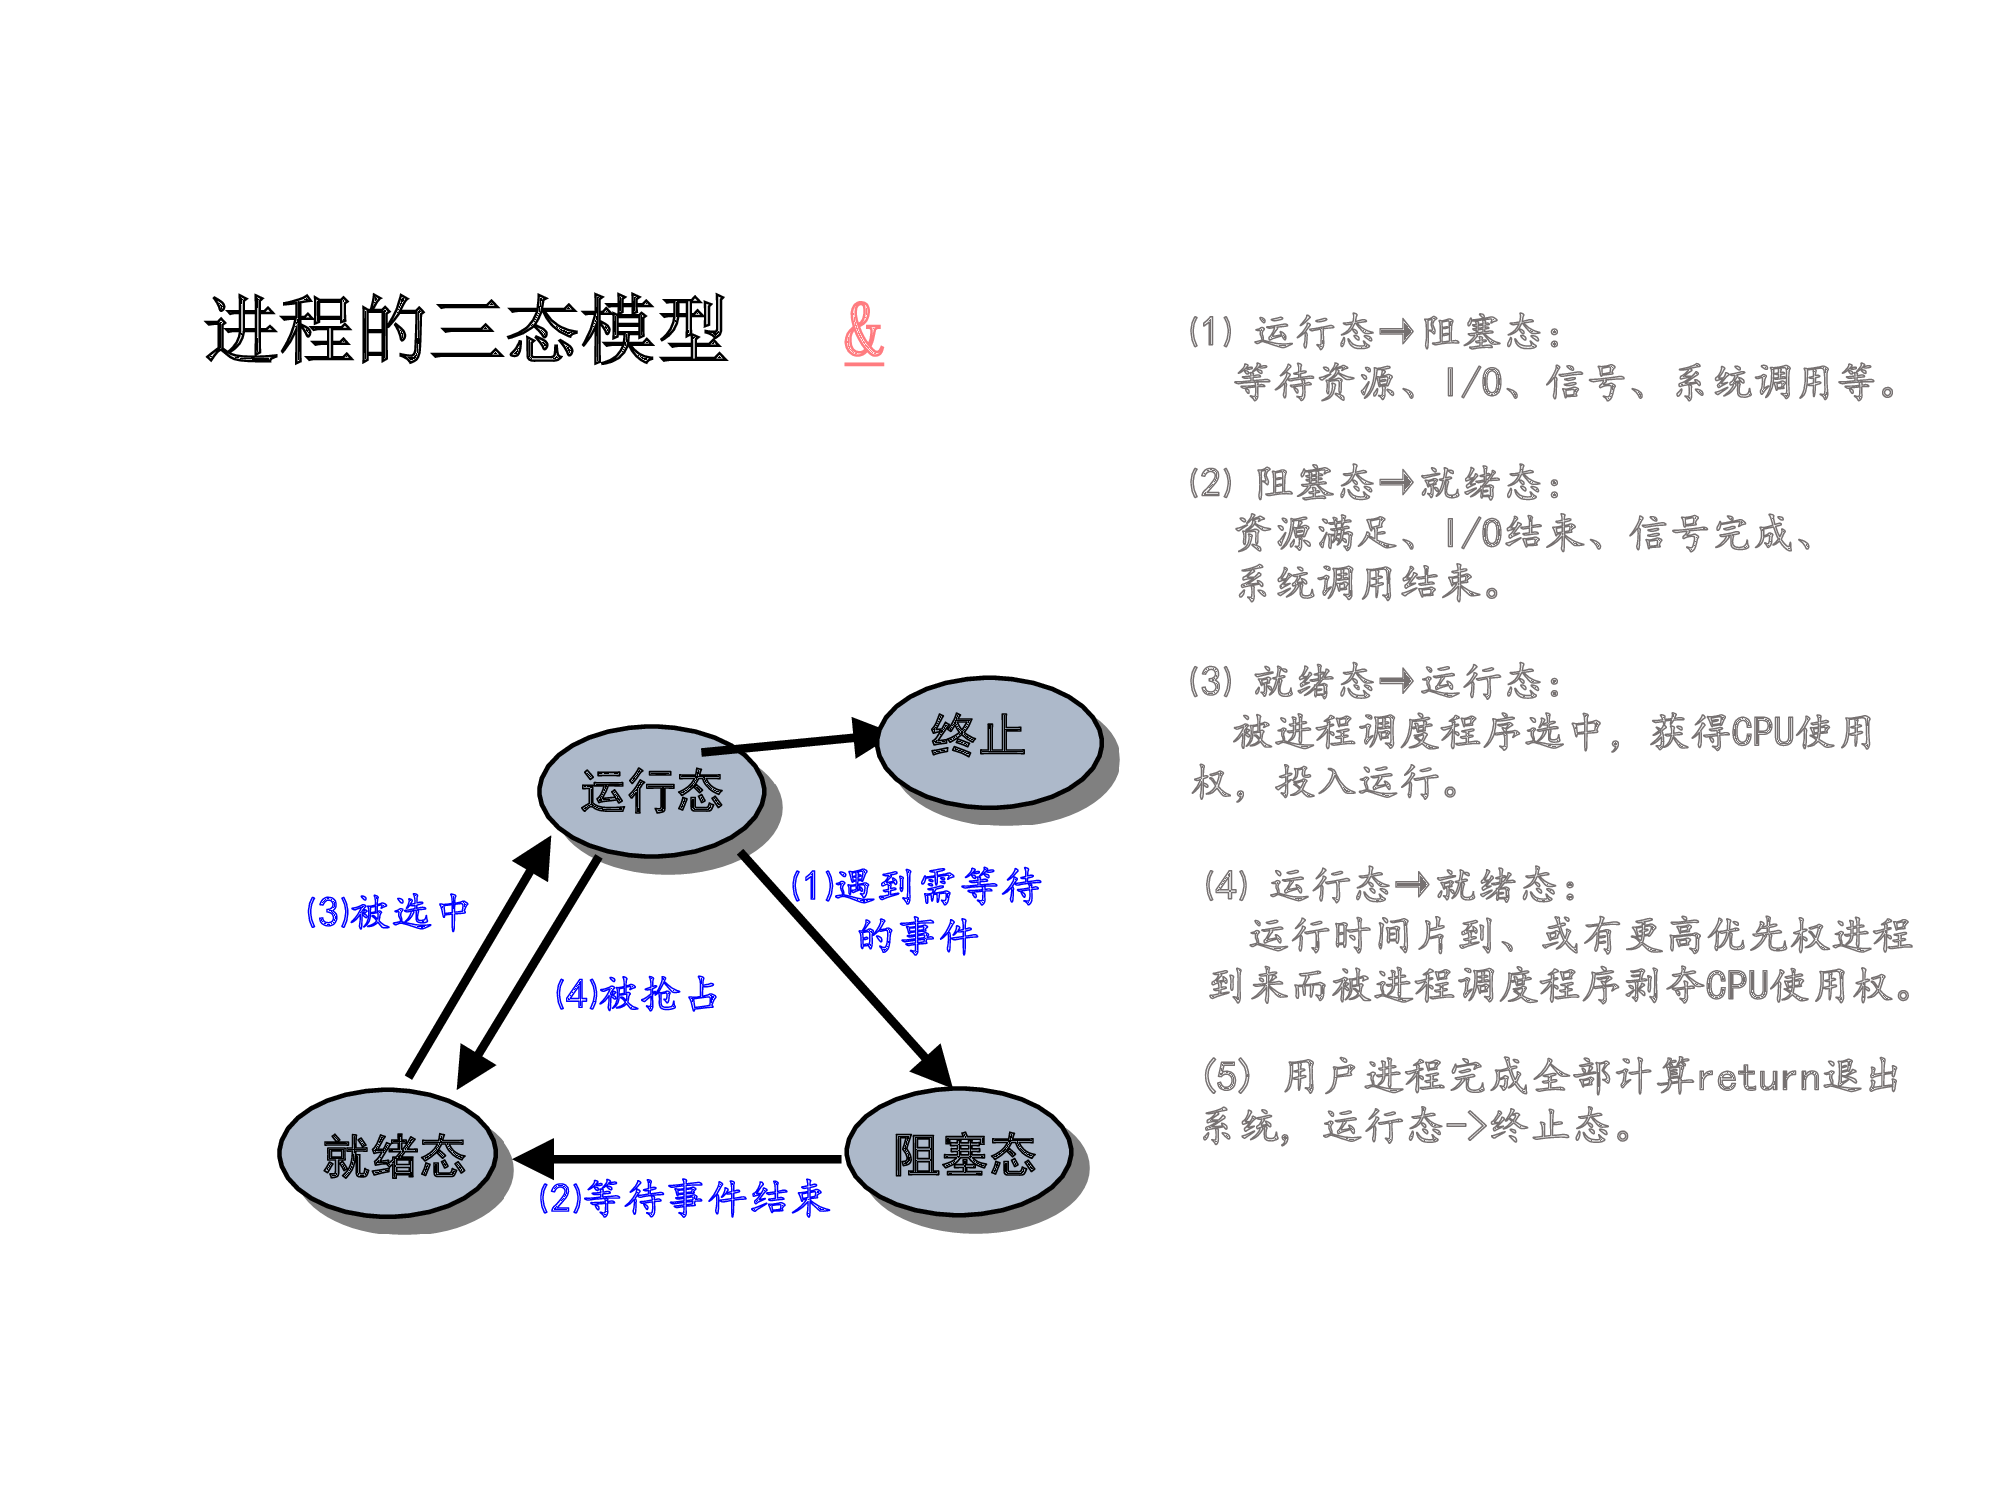 进程的三态模型 &
(1) 运行态→阻塞态：
等待资源、I/O、信号、系统调用等。
(2) 阻塞态→就绪态：
资源满足、I/O结束、信号完成、
系统调用结束。
(3) 就绪态→运行态：
被进程调度程序选中，获得CPU使用
权，投入运行。
(4) 运行态→就绪态：
运行时间片到、或有更高优先权进程
到来而被进程调度程序剥夺CPU使用权。
(5) 用户进程完成全部计算return退出
系统, 运行态->终止态。
终止
运行态
(1)遇到需等待
的事件
(3)被选中
(4)被抢占
就绪态
阻塞态
(2)等待事件结束